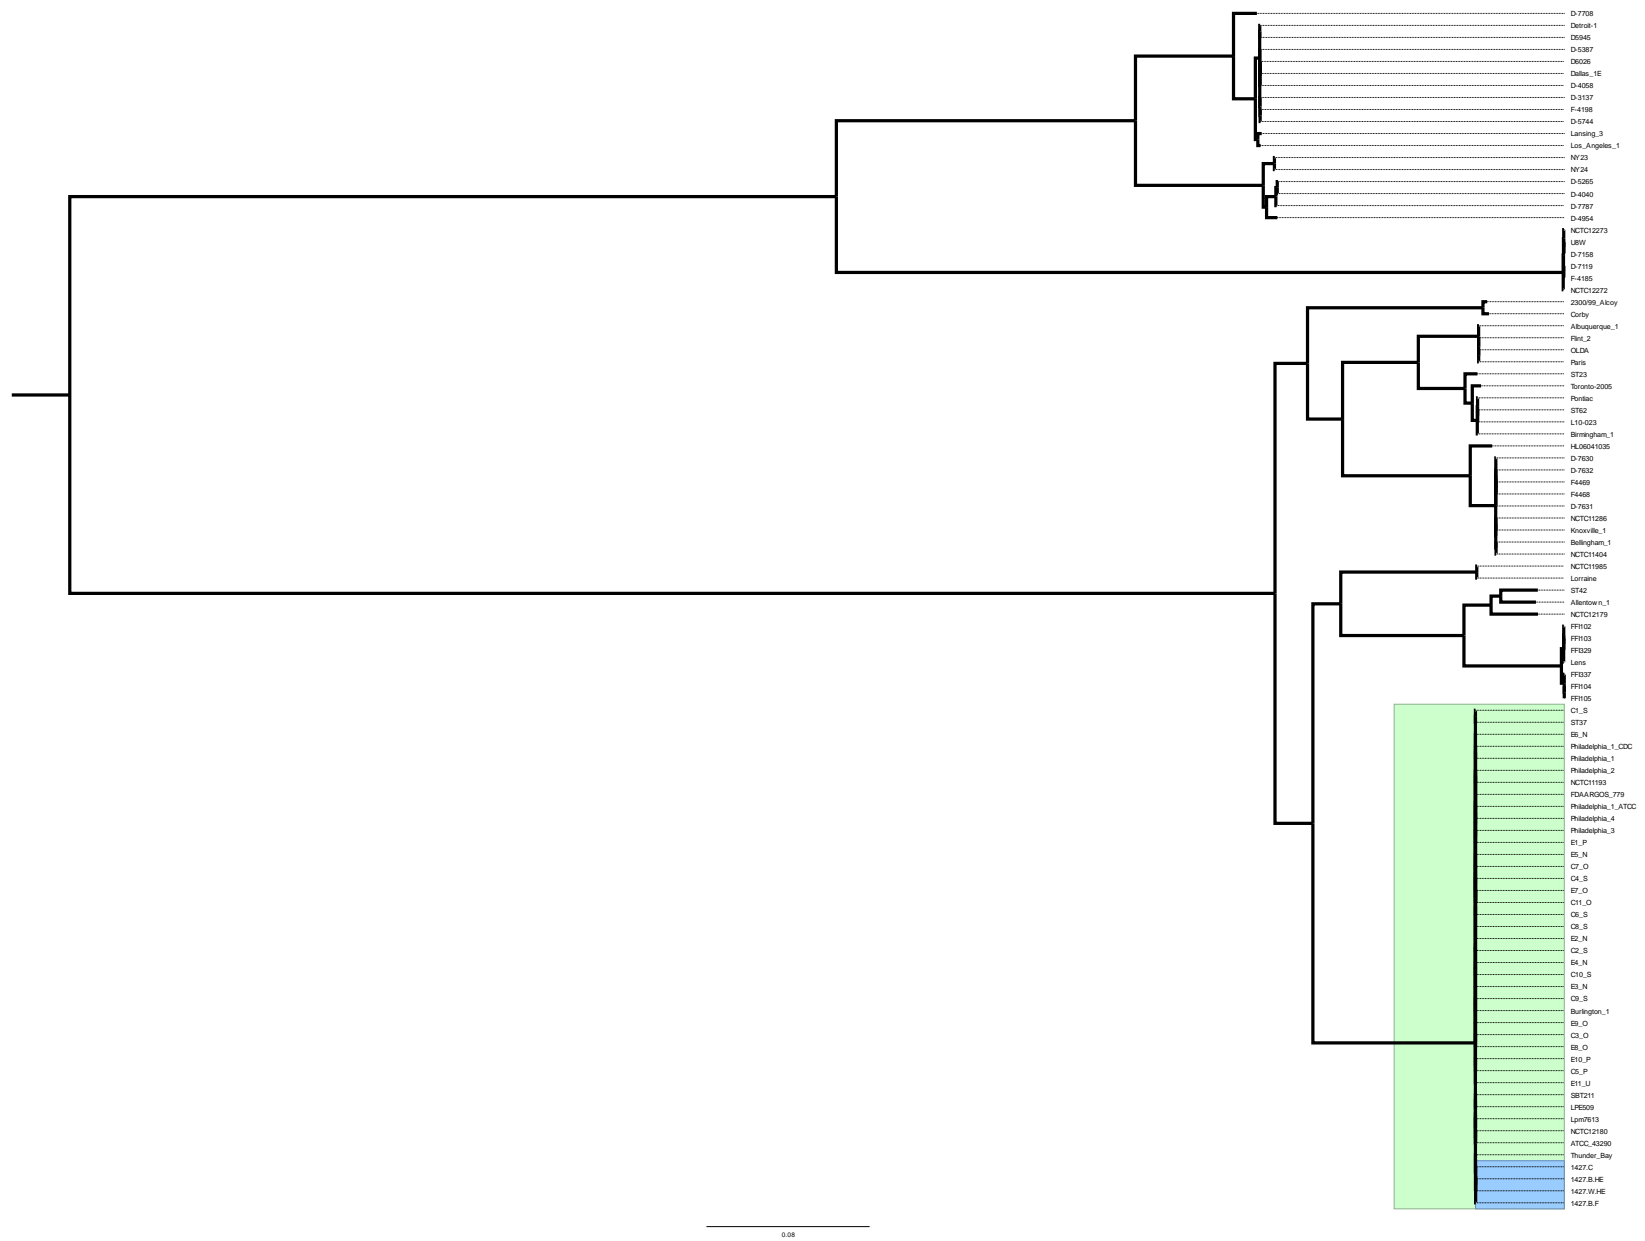 D-7708
Detroit-1
D5945
D-5387
D6026
Dallas_1E
D-4058
D-3137
F-4198
D-5744
Lansing_3
Los_Angeles_1
NY23
NY24
D-5265
D-4040
D-7787
D-4954
NCTC12273
U8W
D-7158
D-7119
F-4185
NCTC12272
2300/99_Alcoy
Corby
Albuquerque_1
Flint_2
OLDA
Paris
ST23
Toronto-2005
Pontiac
ST62
L10-023
Birmingham_1
HL06041035
D-7630
D-7632
F4469
F4468
D-7631
NCTC11286
Knoxville_1
Bellingham_1
NCTC11404
NCTC11985
Lorraine
ST42
Allentown_1
NCTC12179
FFI102
FFI103
FFI329
Lens
FFI337
FFI104
FFI105
C1_S
ST37
E6_N
Philadelphia_1_CDC
Philadelphia_1
Philadelphia_2
NCTC11193
FDAARGOS_779
Philadelphia_1_ATCC
Philadelphia_4
Philadelphia_3
E1_P
E5_N
C7_O
C4_S
E7_O
C11_O
C6_S
C8_S
E2_N
C2_S
E4_N
C10_S
E3_N
C9_S
Burlington_1
E9_O
C3_O
E8_O
E10_P
C5_P
E11_U
SBT211
LPE509
Lpm7613
NCTC12180
ATCC_43290
Thunder_Bay
1427.C
1427.B.HE
1427.W.HE
1427.B.F
0.08